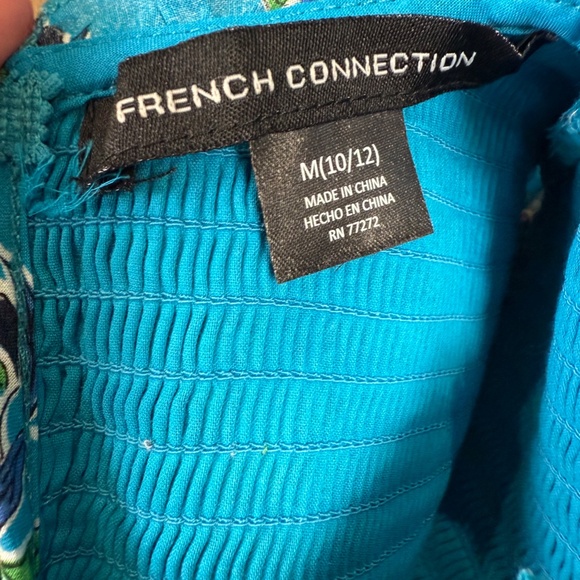 FRENCH CONNECTION
M(10/12)
MADE IN CHINA
HECHO EN CHINA
RN 77272